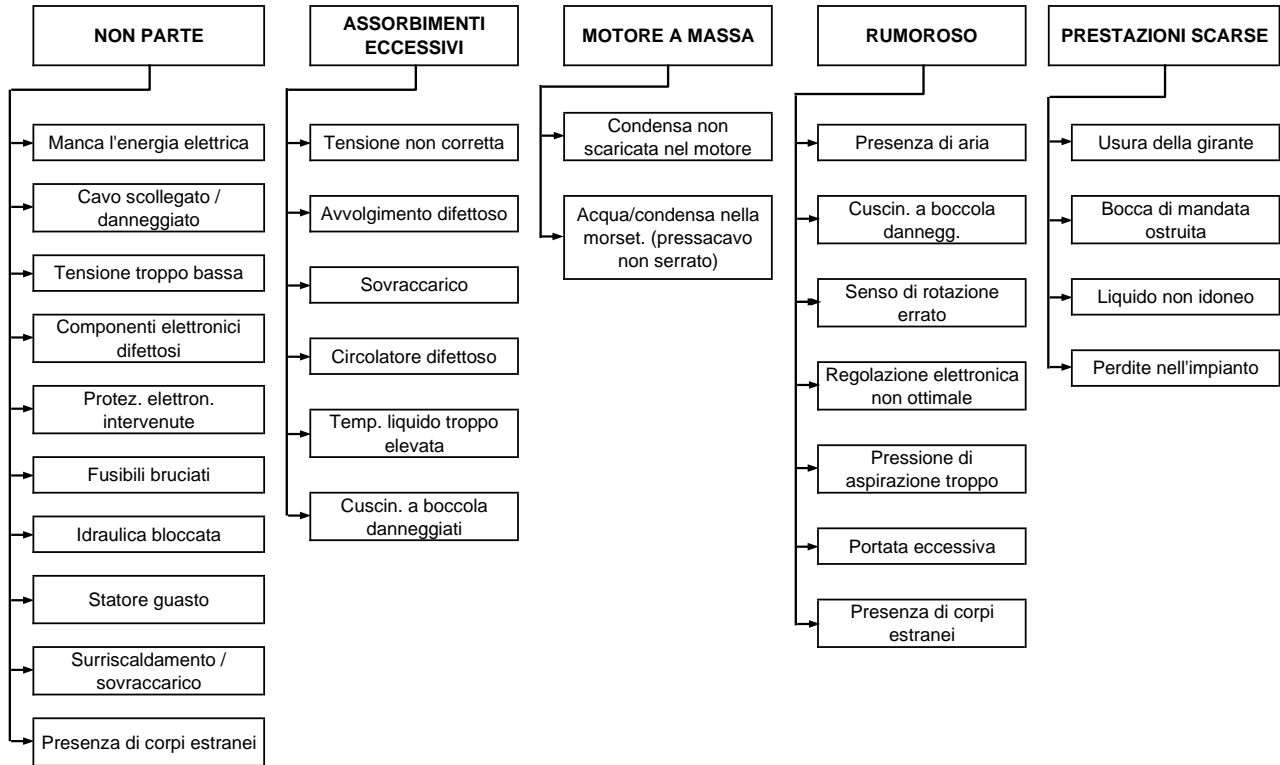 NON PARTE
Manca l'energia elettrica
Cavo scollegato /
danneggiato
Tensione troppo bassa
Componenti elettronici
difettosi
Protez. elettron.
intervenute
Fusibili bruciati
Idraulica bloccata
Statore guasto
Surriscaldamento /
sovraccarico
Presenza di corpi estranei
ASSORBIMENTI
ECCESSIVI
Tensione non corretta
Avvolgimento difettoso
Sovraccarico
Circolatore difettoso
Temp. liquido troppo
elevata
Cuscin. a boccola
danneggiati
MOTORE A MASSA
Condensa non
scaricata nel motore
Acqua/condensa nella
morset. (pressacavo
non serrato)
RUMOROSO
Presenza di aria
Cuscin. a boccola
dannegg.
Senso di rotazione
errato
Regolazione elettronica
non ottimale
Pressione di
aspirazione troppo
Portata eccessiva
Presenza di corpi
estranei
PRESTAZIONI SCARSE
Usura della girante
Bocca di mandata
ostruita
Liquido non idoneo
Perdite nell'impianto